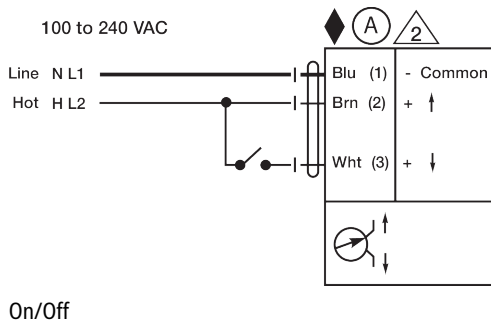 100 to 240 VAC
A
2
Line N L1
Blu (1) - Common
Hot H L2
Brn (2) +
Wht (3) +
On/Off